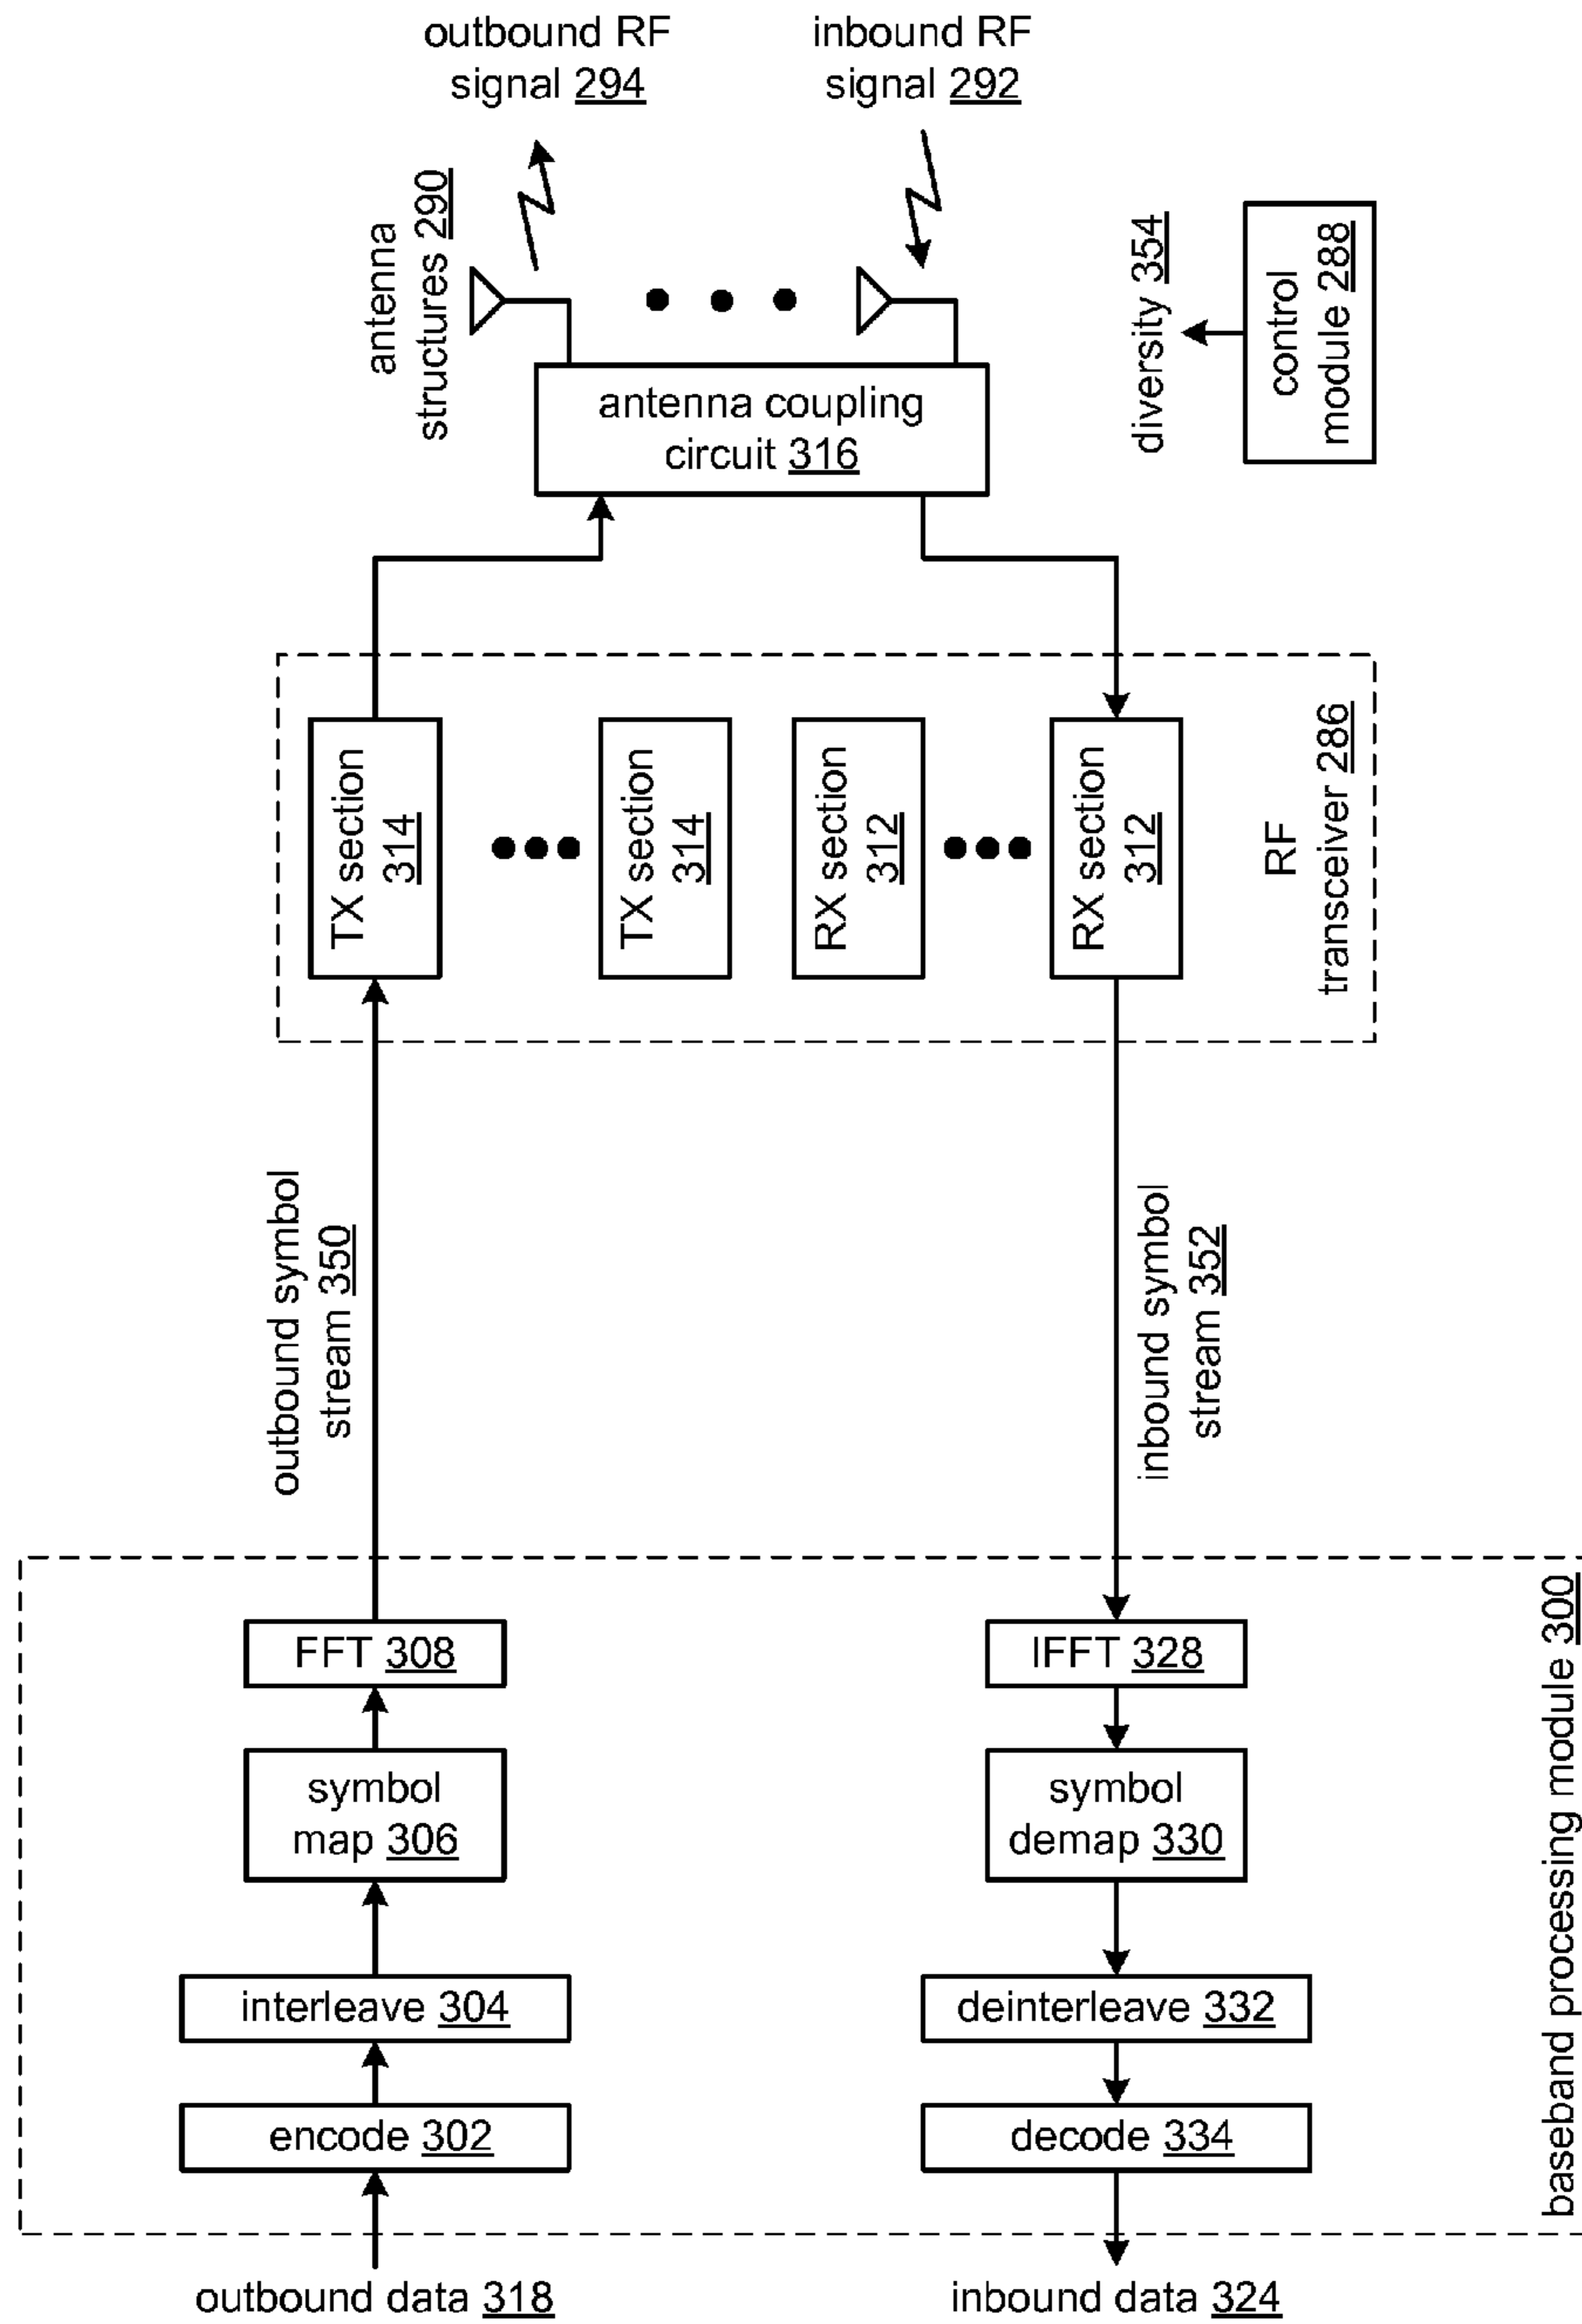 outbound RF
signal 294
inbound RF
signal 292
antenna
structures 290
diversity 354
control
module 288
antenna coupling
circuit 316
TX section
314
TX section
314
RX section
312
RX section
312
RF
transceiver 286
outbound symbol
stream 350
inbound symbol
stream 352
FFT 308
IFFT 328
symbol
map 306
symbol
demap 330
interleave 304
deinterleave 332
encode 302
decode 334
baseband processing module 300
outbound data 318
inbound data 324